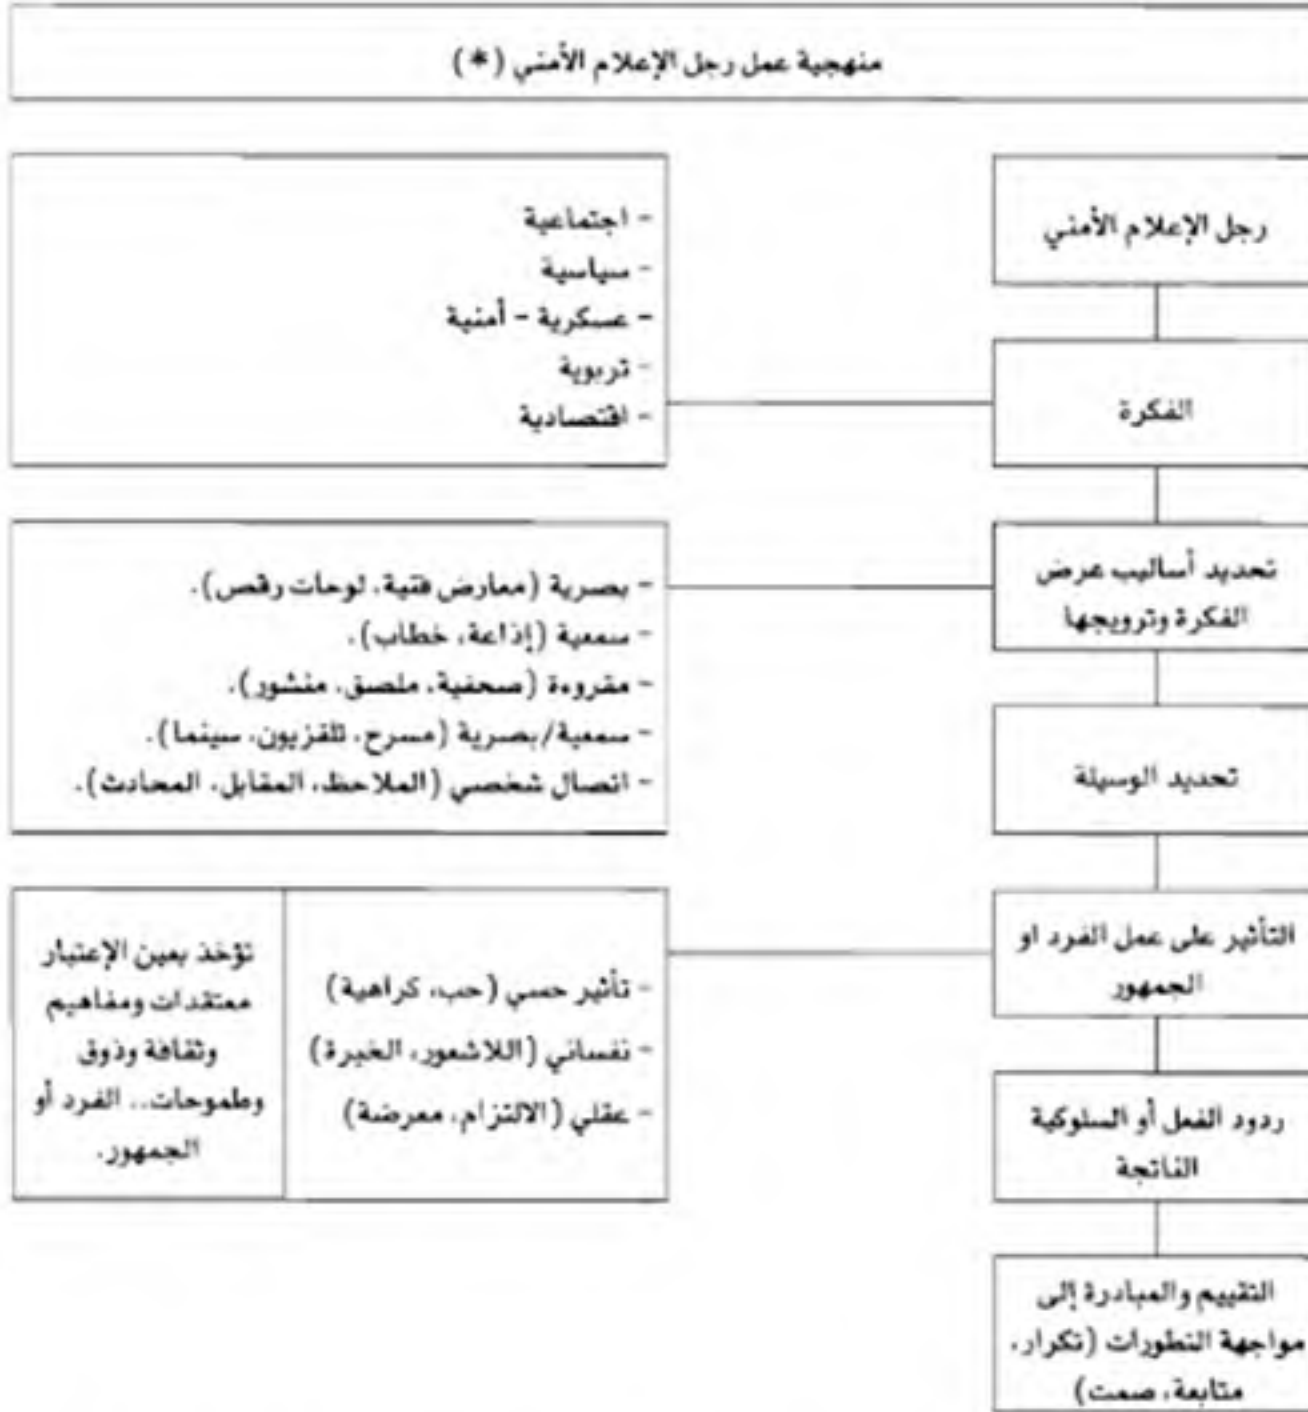 منهجية عمل رجل الإعلام الأمني (*)
رجل الإعلام الأمني
- اجتماعية
- سياسية
- عسكرية - أمنية
- تربوية
- اقتصادية
الفكرة
تحديد أساليب عرض
الفكرة وترويجها
- بصرية (معارض فنية، لوحات رقص).
- سمعية (إذاعة، خطاب).
- مقروءة (صحفية، ملصق، منشور).
- سمعية/بصرية (مسرح، تلفزيون، سينما).
- اتصال شخصي (الملاحظ، المقابل، المحادث).
تحديد الوسيلة
التأثير على عمل الفرد او
الجمهور
- تأثير حسي (حب، كراهية)
- نفساني (اللاشعور، الخبرة)
- عقلي (الالتزام، معرضة)
تؤخذ بعين الإعتبار
معتقدات ومفاهيم
وثقافة وذوق
وطموحات.. الفرد أو
الجمهور.
ردود الفعل أو السلوكية
الناتجة
التقييم والمبادرة إلى
مواجهة التطورات (تكرار،
متابعة، صمت)